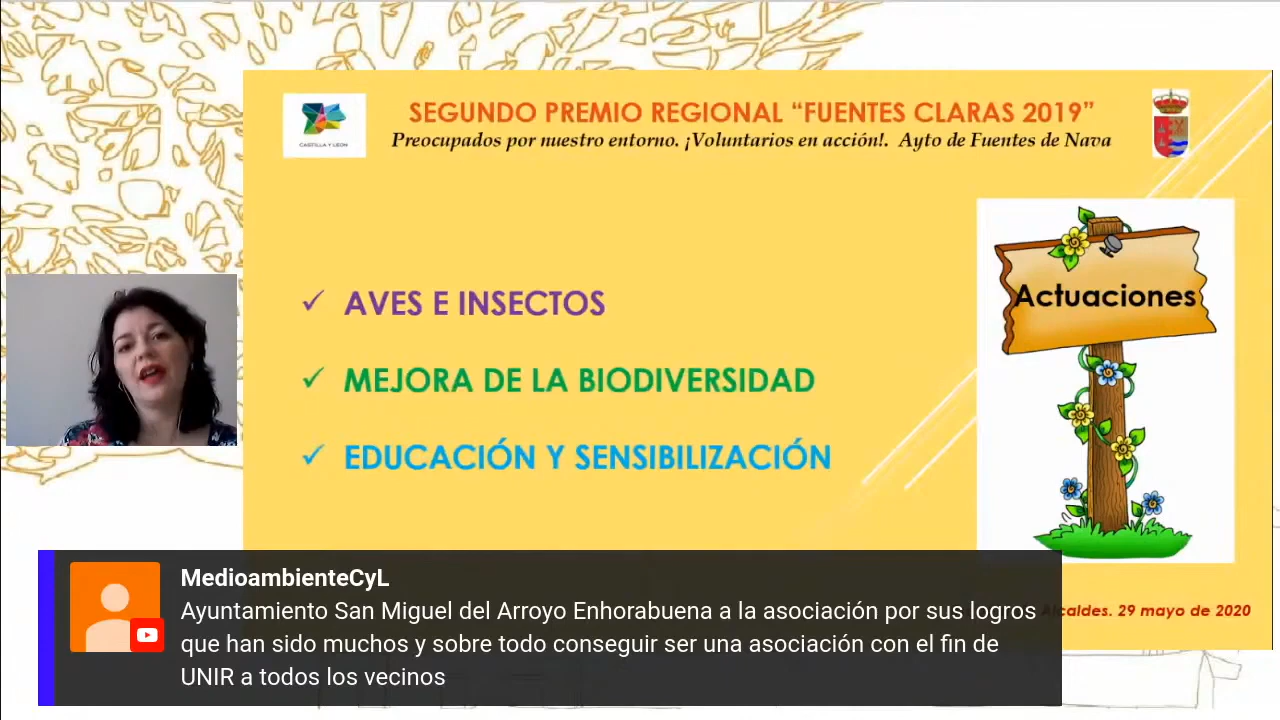 SEGUNDO PREMIO REGIONAL “FUENTES CLARAS 2019”
Preocupados por nuestro entorno. ¡Voluntarios en acción!. Ayto de Fuentes de Nava
CASTILLA Y LEON
✓ AVES E INSECTOS
✓ MEJORA DE LA BIODIVERSIDAD
✓ EDUCACIÓN Y SENSIBILIZACIÓN
Actuaciones
Alcaldes. 29 mayo de 2020
MedioambienteCyL
Ayuntamiento San Miguel del Arroyo Enhorabuena a la asociación por sus logros
que han sido muchos y sobre todo conseguir ser una asociación con el fin de
UNIR a todos los vecinos